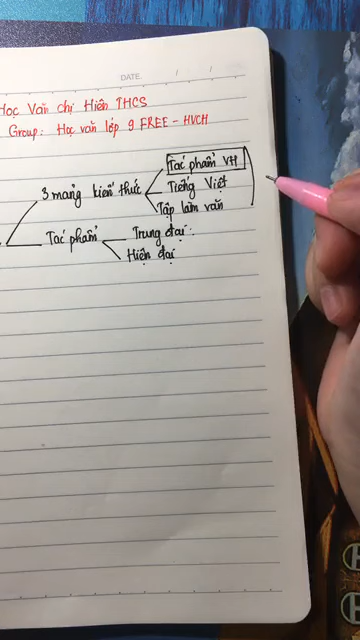 DATE. / /
Học Văn chị Hiên THCS
Group: Học văn lớp 9 FREE - HVCH
3 mảng kiến thức
Tác phẩm VH
Tiếng Việt
Tập làm văn
Tác phẩm
Trung đại:
Hiện đại